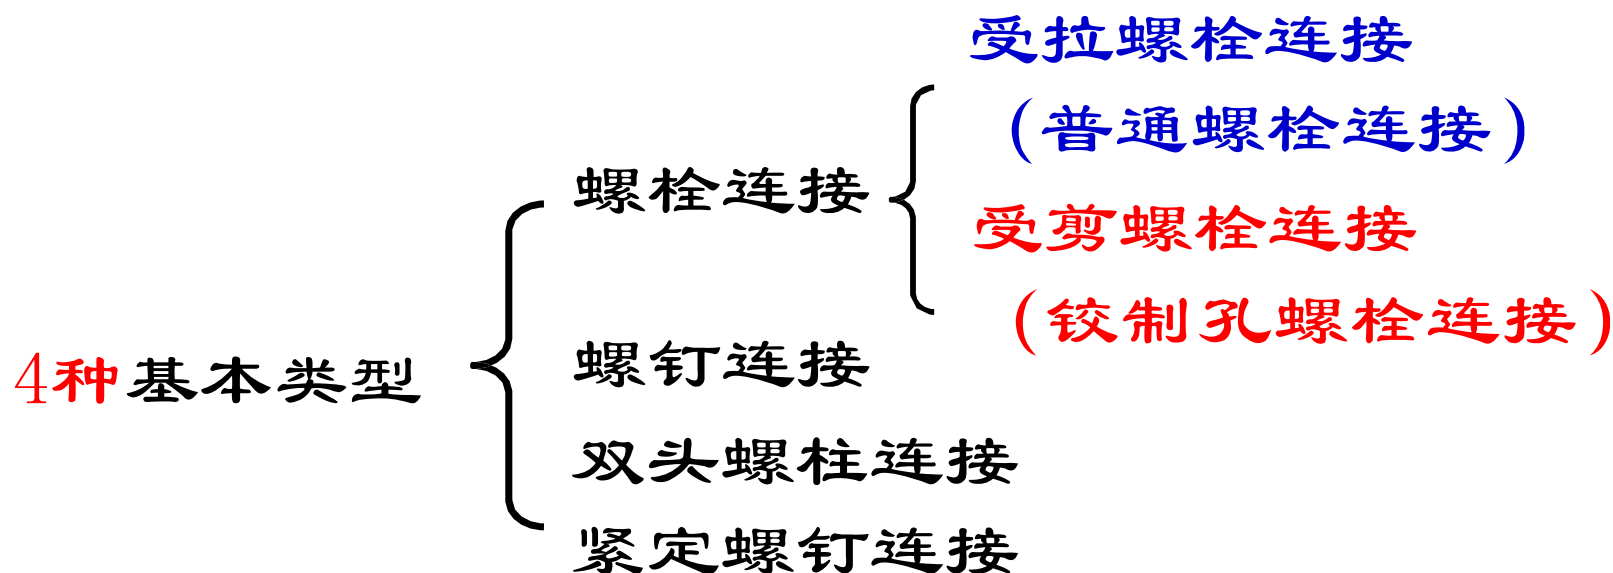 受拉螺栓连接
(普通螺栓连接)
螺栓连接
受剪螺栓连接
(铰制孔螺栓连接)
4种基本类型
螺钉连接
双头螺柱连接
紧定螺钉连接